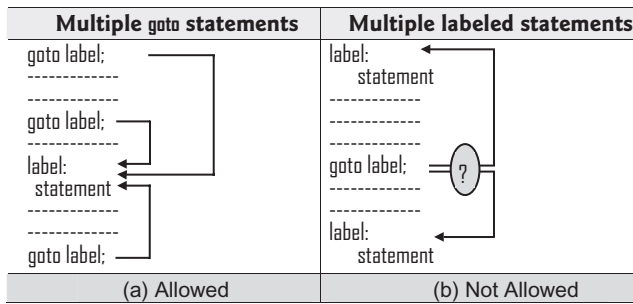 Multiple goto statements
goto label;
-------------
-------------
goto label;
-------------
label:
statement
-------------
-------------
goto label;
(a) Allowed
Multiple labeled statements
label:
statement
-------------
-------------
-------------
goto label;
?
-------------
-------------
label:
statement
(b) Not Allowed